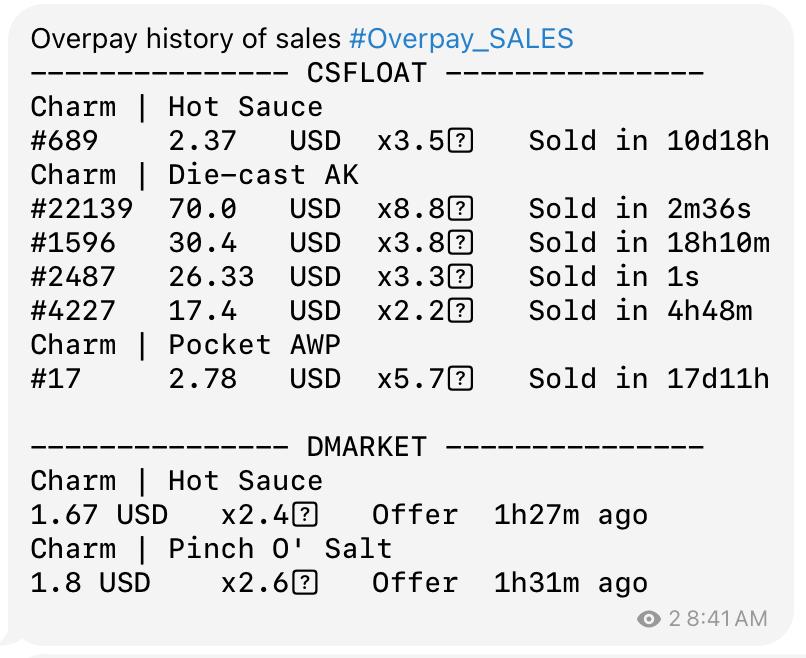 Overpay history of sales #Overpay_SALES
--------------- CSFLOAT ---------------
Charm | Hot Sauce
#689 2.37 USD x3.5⍰ Sold in 10d18h
Charm | Die-cast AK
#22139 70.0 USD x8.8⍰ Sold in 2m36s
#1596 30.4 USD x3.8⍰ Sold in 18h10m
#2487 26.33 USD x3.3⍰ Sold in 1s
#4227 17.4 USD x2.2⍰ Sold in 4h48m
Charm | Pocket AWP
#17 2.78 USD x5.7⍰ Sold in 17d11h
--------------- DMARKET ---------------
Charm | Hot Sauce
1.67 USD x2.4⍰ Offer 1h27m ago
Charm | Pinch O' Salt
1.8 USD x2.6⍰ Offer 1h31m ago
2 8:41 AM